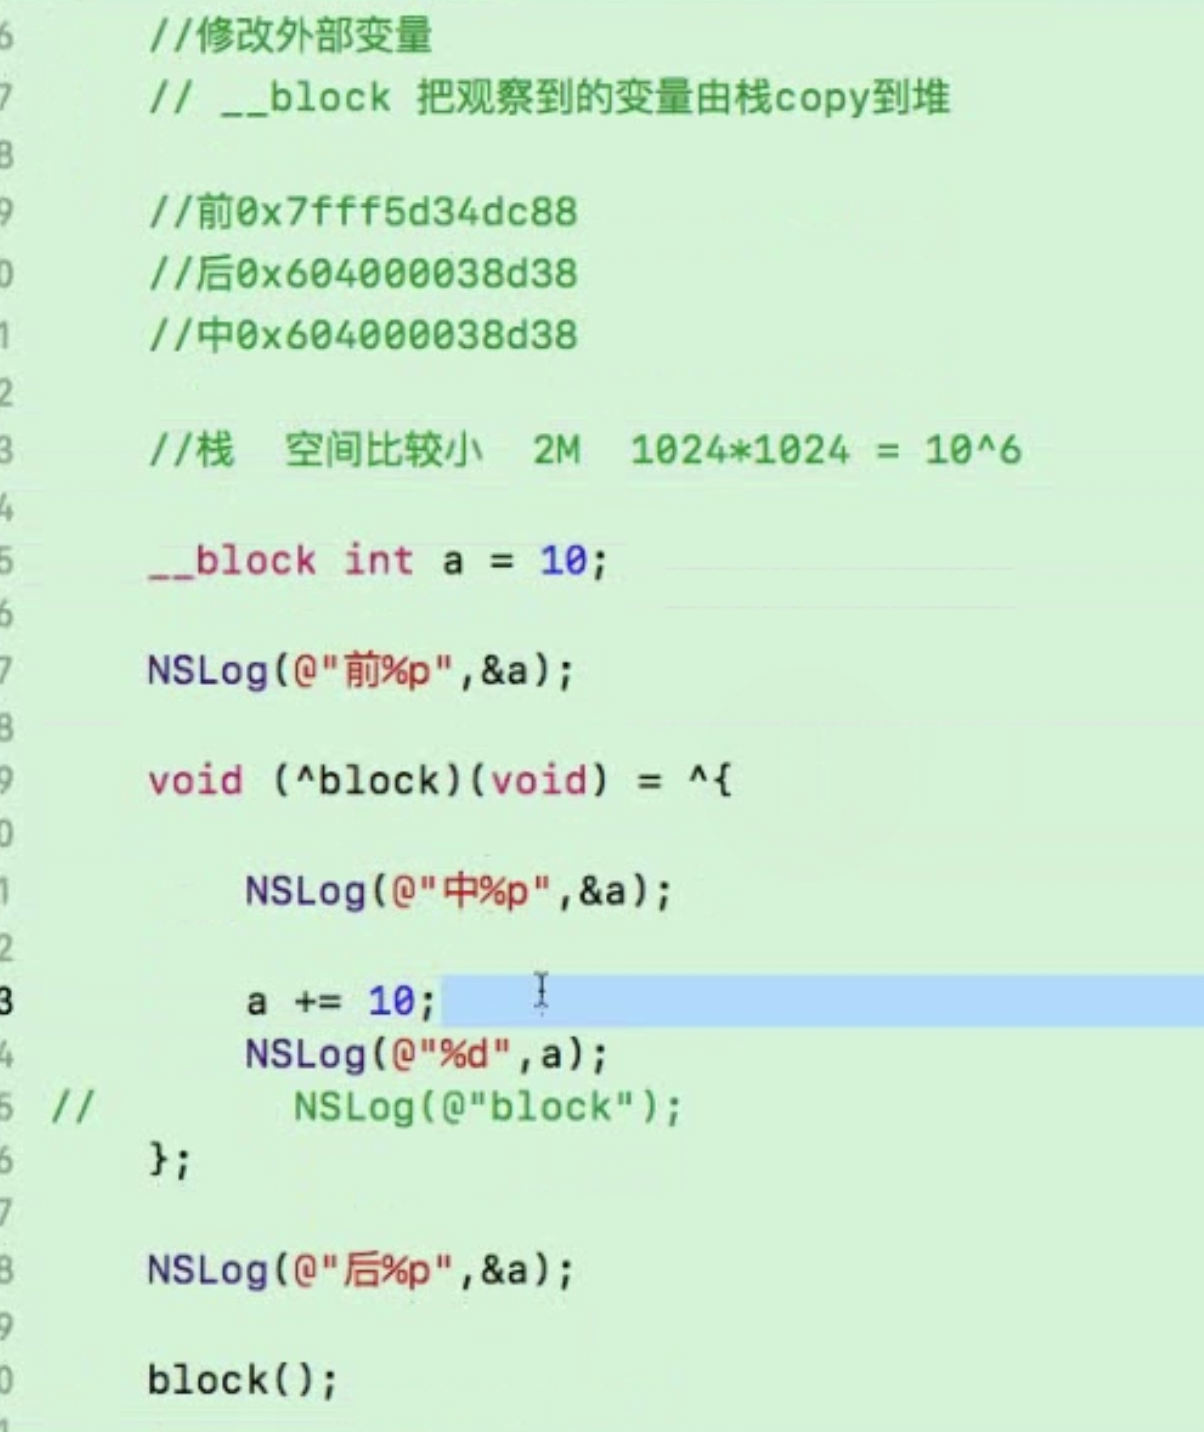 6 //修改外部变量
7 // __block 把观察到的变量由栈copy到堆
8
9 //前0x7fff5d34dc88
0 //后0x604000038d38
1 //中0x604000038d38
2
3 //栈 空间比较小 2M 1024*1024 = 10^6
4
5 __block int a = 10;
6
7 NSLog(@"前%p",&a);
8
9 void (^block)(void) = ^{
0
1 NSLog(@"中%p",&a);
2
3 a += 10;
4 NSLog(@"%d",a);
5 // NSLog(@"block");
6 };
7
8 NSLog(@"后%p",&a);
9
0 block();
1